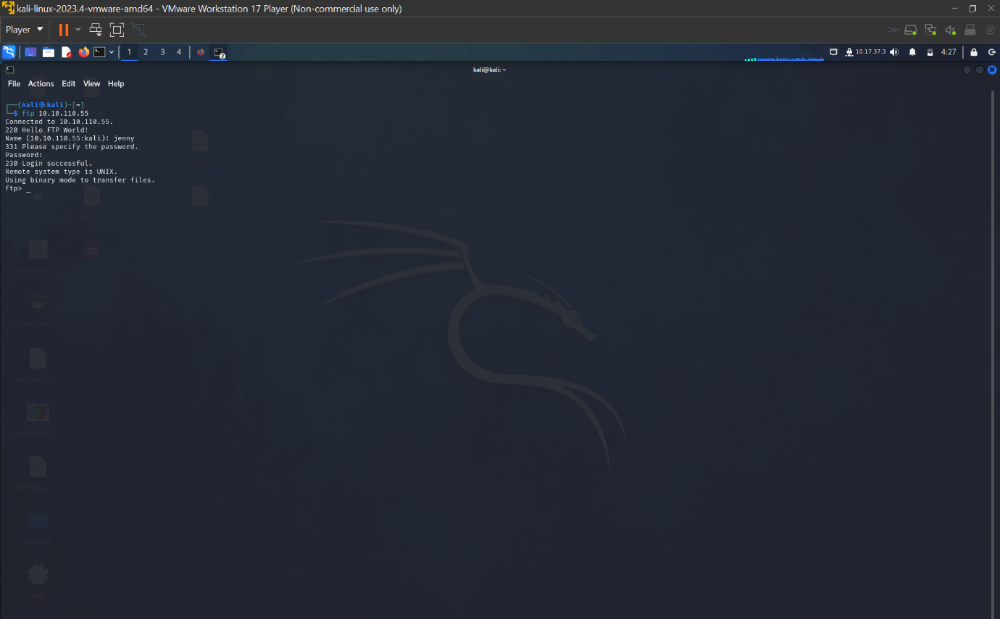 kali-linux-2023.4-vmware-amd64 - VMware Workstation 17 Player (Non-commercial use only)
Player
1 2 3 4
2
10.17.37.3
4:27
kali@kali: ~
File Actions Edit View Help
┌──(kali㉿kali)-[~]
└─$ ftp 10.10.110.55
Connected to 10.10.110.55.
220 Hello FTP World!
Name (10.10.110.55:kali): jenny
331 Please specify the password.
Password:
230 Login successful.
Remote system type is UNIX.
Using binary mode to transfer files.
ftp> _
handout